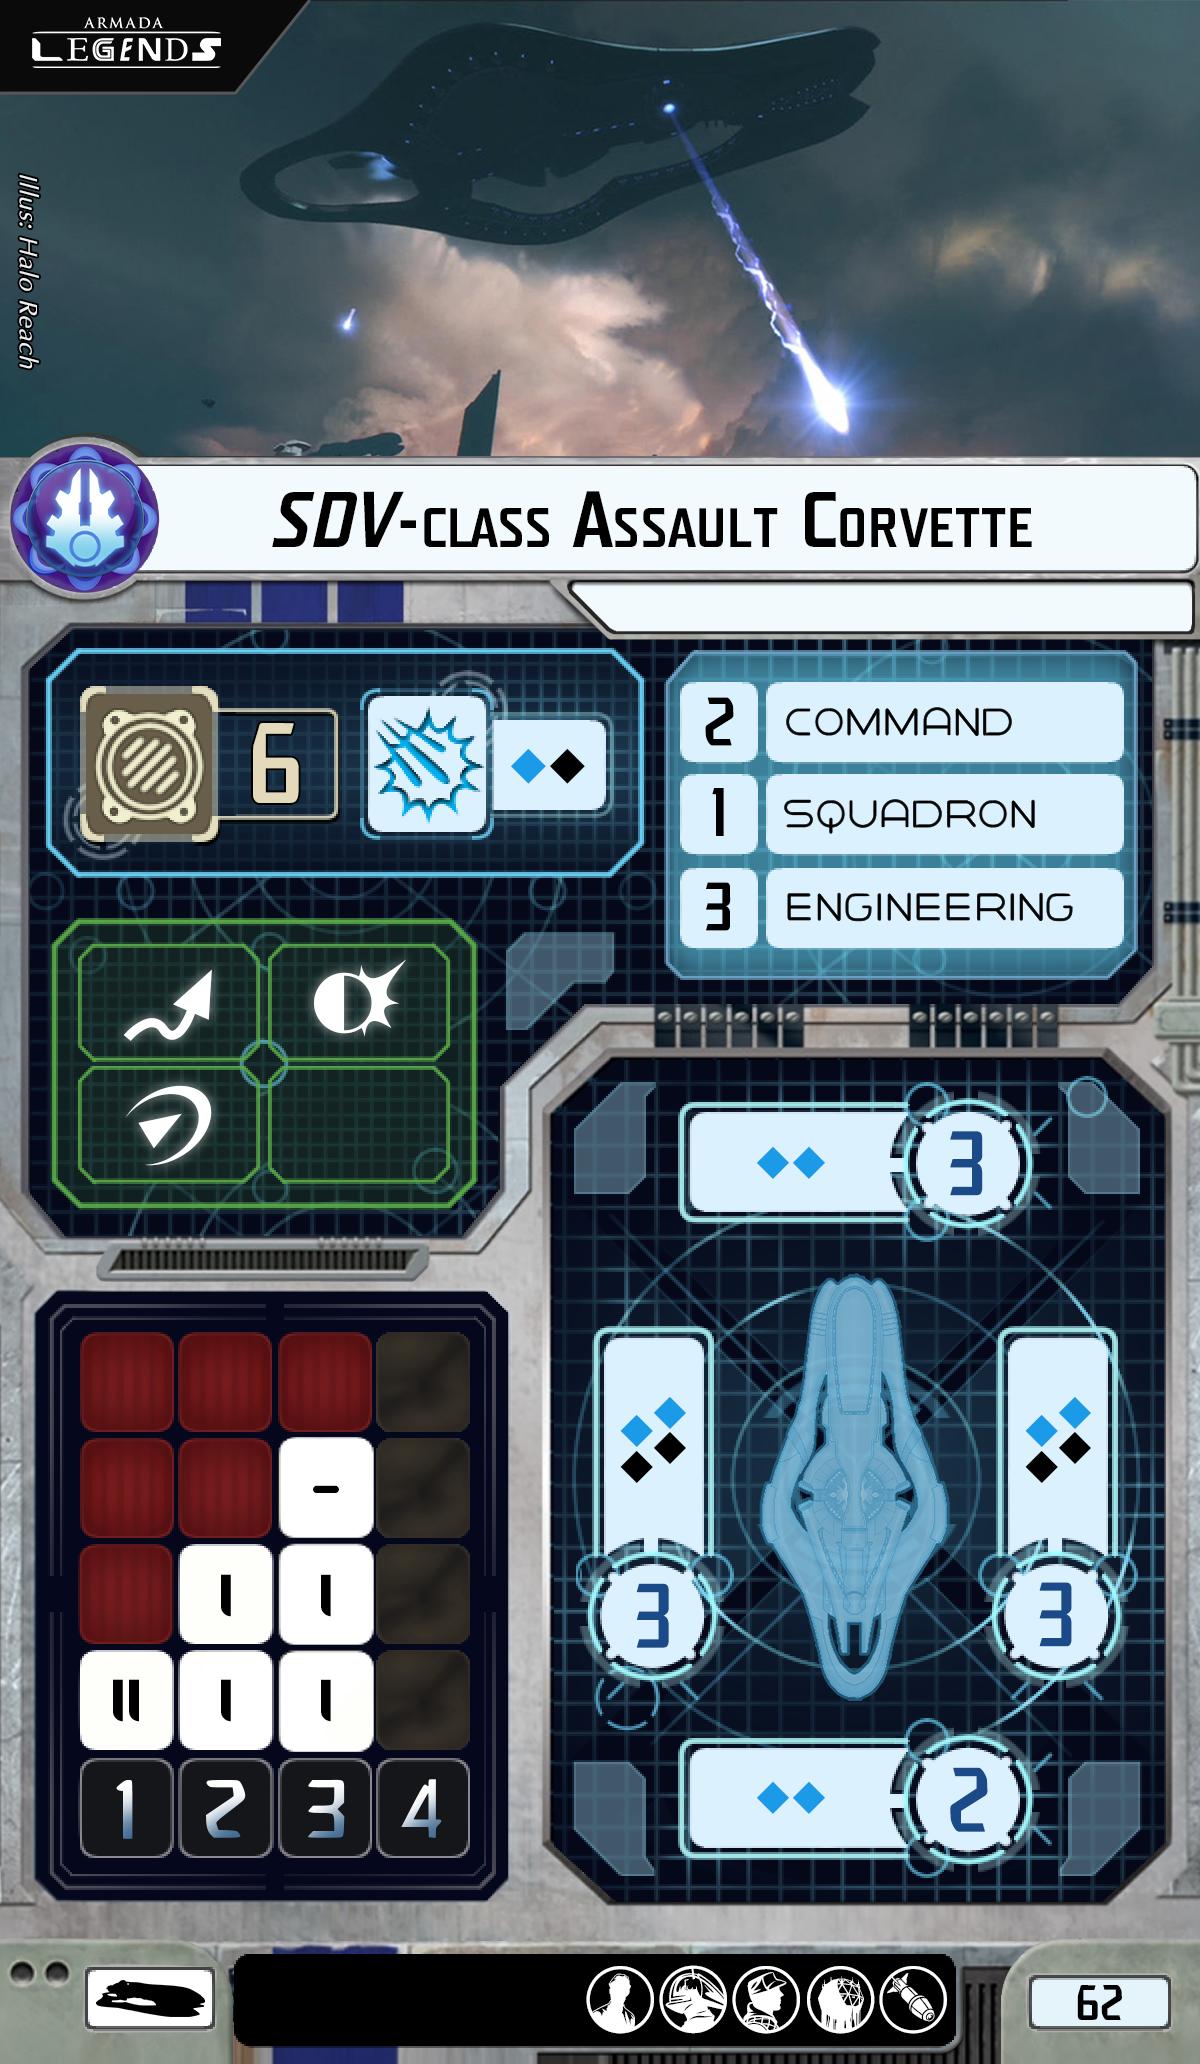 ARMADA
LEGENDS
Illus: Halo Reach
SDV-CLASS ASSAULT CORVETTE
6
2 COMMAND
1 SQUADRON
3 ENGINEERING
3
-
I I
3 3
II I I
1 2 3 4
2
62